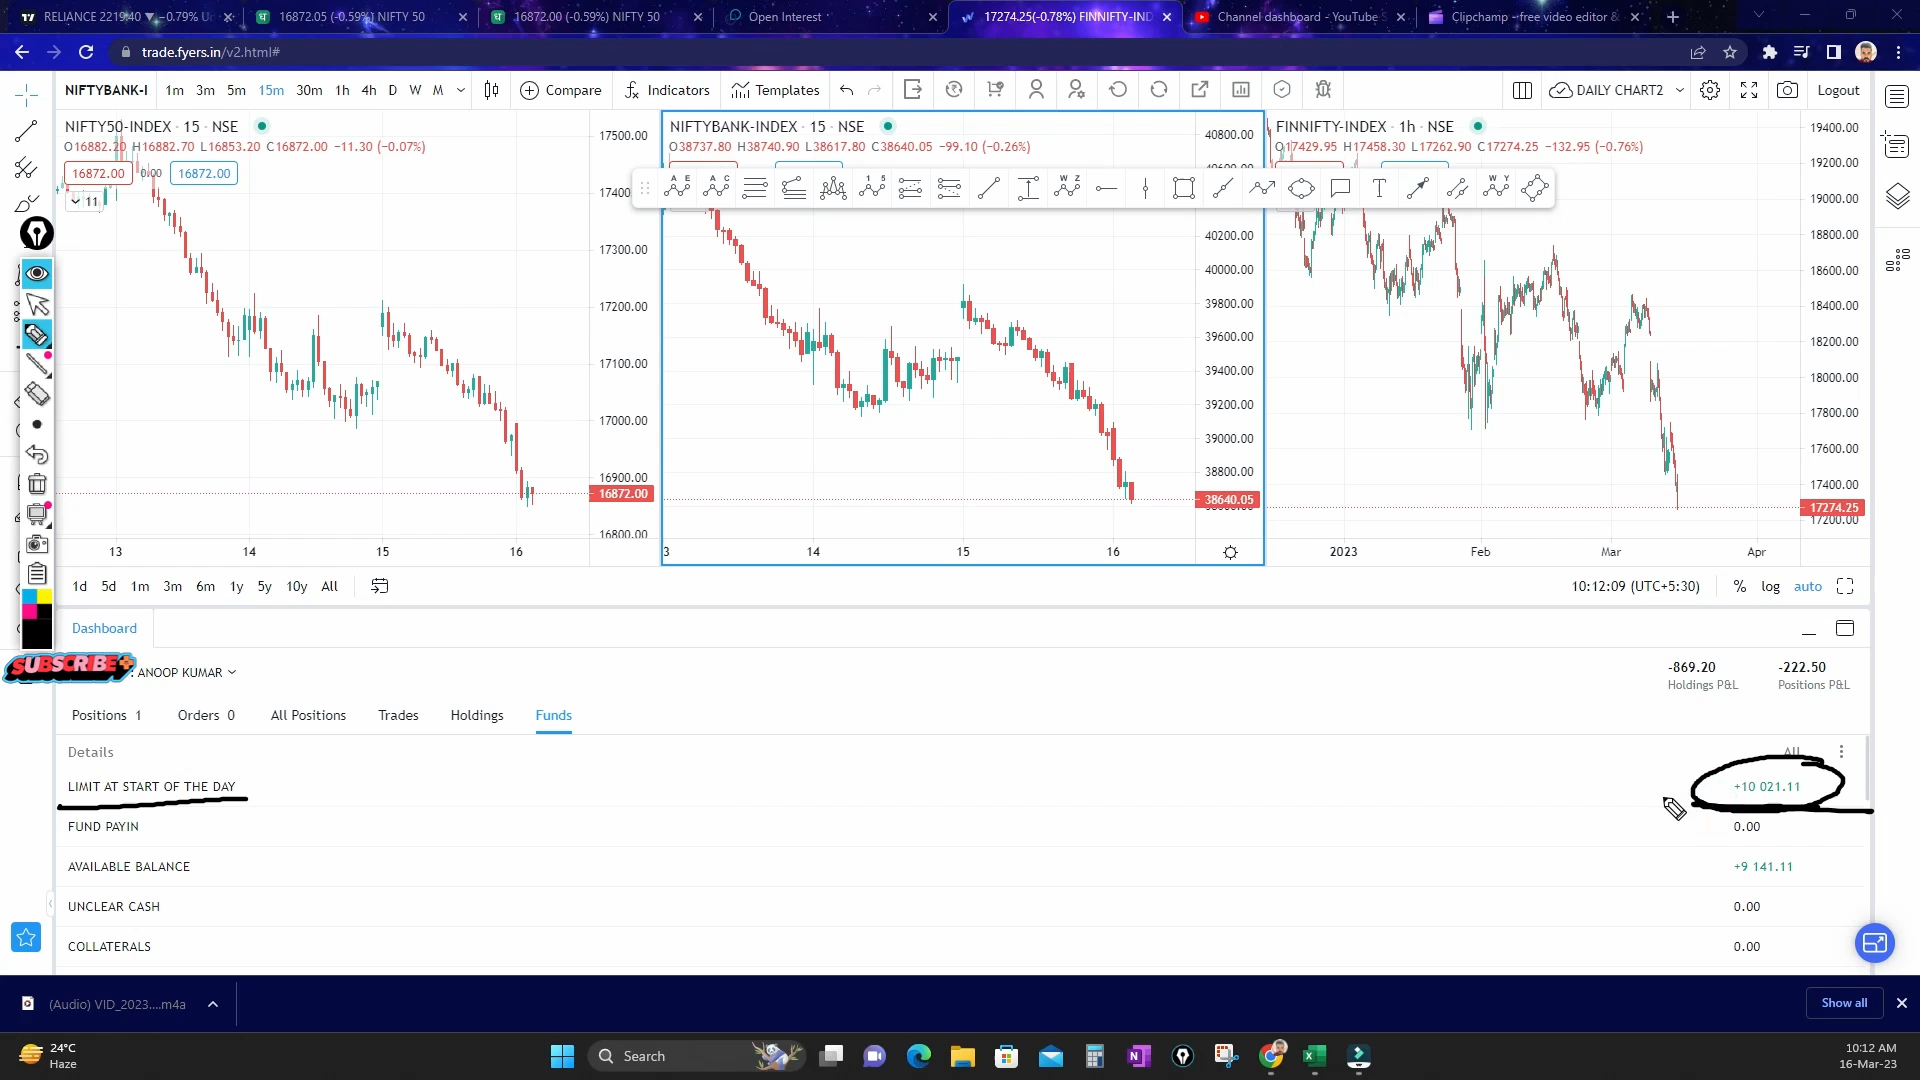 RELIANCE 2219.40 ▼ −0.79% Un
16872.05 (-0.59%) NIFTY 50
16872.00 (-0.59%) NIFTY 50
Open Interest
17274.25(-0.78%) FINNIFTY-IND
Channel dashboard - YouTube S
Clipchamp - free video editor &
trade.fyers.in/v2.html#
NIFTYBANK-I 1m 3m 5m 15m 30m 1h 4h D W M Compare Indicators Templates DAILY CHART2 Logout
NIFTY50-INDEX · 15 · NSE
O16882.20 H16882.70 L16853.20 C16872.00 −11.30 (−0.07%)
16872.00 0.00 16872.00
11
17500.00
17400
17300.00
17200.00
17100.00
17000.00
16900.00
16872.00
16800.00
13 14 15 16
NIFTYBANK-INDEX · 15 · NSE
O38737.80 H38740.90 L38617.80 C38640.05 −99.10 (−0.26%)
40800.00
40200.00
40000.00
39800.00
39600.00
39400.00
39200.00
39000.00
38800.00
38640.05
3 14 15 16
FINNIFTY-INDEX · 1h · NSE
O17429.95 H17458.30 L17262.90 C17274.25 −132.95 (−0.76%)
19400.00
19200.00
19000.00
18800.00
18600.00
18400.00
18200.00
18000.00
17800.00
17600.00
17400.00
17274.25
17200.00
2023 Feb Mar Apr
1d 5d 1m 3m 6m 1y 5y 10y All
10:12:09 (UTC+5:30) % log auto
Dashboard
SUBSCRIBE+
: ANOOP KUMAR
-869.20 -222.50
Holdings P&L Positions P&L
Positions 1 Orders 0 All Positions Trades Holdings Funds
Details All
LIMIT AT START OF THE DAY +10 021.11
FUND PAYIN 0.00
AVAILABLE BALANCE +9 141.11
UNCLEAR CASH 0.00
COLLATERALS 0.00
(Audio) VID_2023....m4a
Show all
24°C
Haze
Search
10:12 AM
16-Mar-23